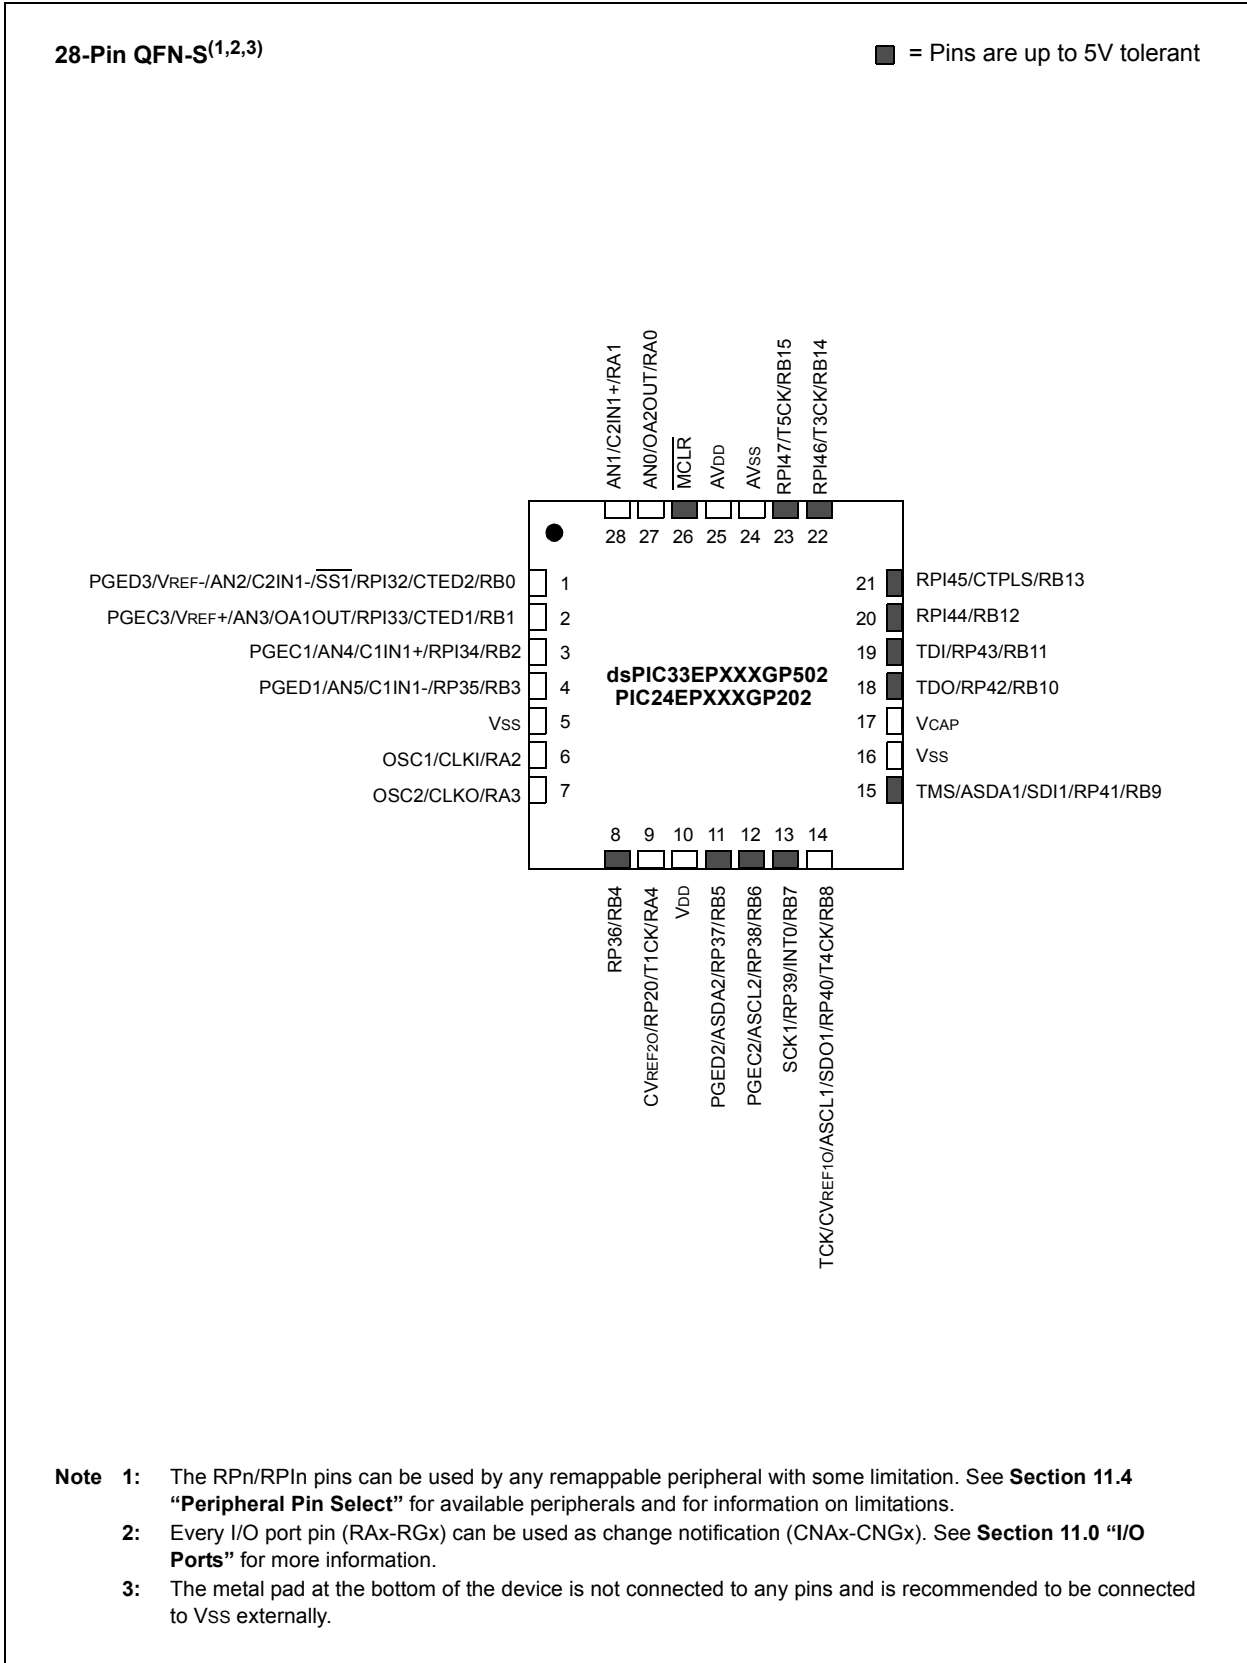 28-Pin QFN-S(1,2,3)
= Pins are up to 5V tolerant
AN1/C2IN1+/RA1
AN0/OA2OUT/RA0
MCLR
AVDD
AVSS
RPI47/T5CK/RB15
RPI46/T3CK/RB14
28 27 26 25 24 23 22
PGED3/VREF-/AN2/C2IN1-/SS1/RPI32/CTED2/RB0 1
PGEC3/VREF+/AN3/OA1OUT/RPI33/CTED1/RB1 2
PGEC1/AN4/C1IN1+/RPI34/RB2 3
PGED1/AN5/C1IN1-/RP35/RB3 4
VSS 5
OSC1/CLKI/RA2 6
OSC2/CLKO/RA3 7
dsPIC33EPXXXGP502
PIC24EPXXXGP202
21 RPI45/CTPLS/RB13
20 RPI44/RB12
19 TDI/RP43/RB11
18 TDO/RP42/RB10
17 VCAP
16 VSS
15 TMS/ASDA1/SDI1/RP41/RB9
8 9 10 11 12 13 14
RP36/RB4
CVREF2O/RP20/T1CK/RA4
VDD
PGED2/ASDA2/RP37/RB5
PGEC2/ASCL2/RP38/RB6
SCK1/RP39/INT0/RB7
TCK/CVREF1O/ASCL1/SDO1/RP40/T4CK/RB8
Note 1: The RPn/RPIn pins can be used by any remappable peripheral with some limitation. See Section 11.4
“Peripheral Pin Select” for available peripherals and for information on limitations.
2: Every I/O port pin (RAx-RGx) can be used as change notification (CNAx-CNGx). See Section 11.0 “I/O
Ports” for more information.
3: The metal pad at the bottom of the device is not connected to any pins and is recommended to be connected
to VSS externally.